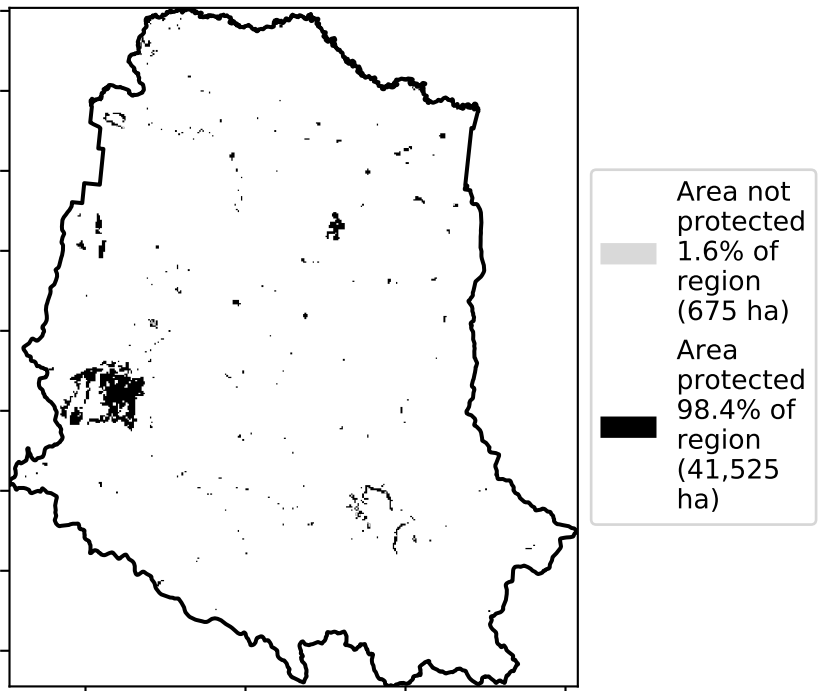 Area not
protected
1.6% of
region
(675 ha)
Area
protected
98.4% of
region
(41,525
ha)